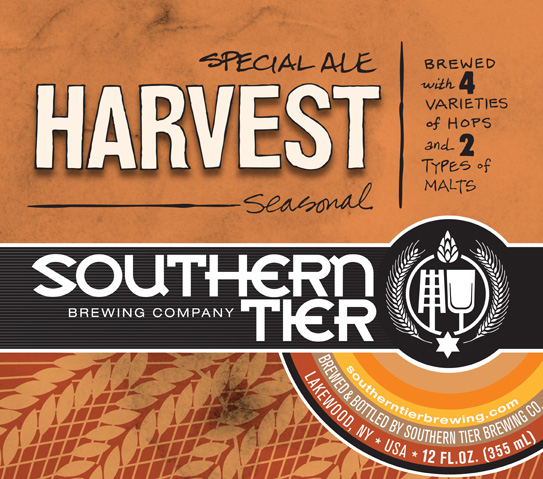 SPECIAL ALE
HARVEST
Seasonal
BREWED
with 4
VARIETIES
of HOPS
and 2
TYPES of
MALTS
SOUTHERN
BREWING COMPANY TIER
southerntierbrewing.com
BREWED & BOTTLED BY SOUTHERN TIER BREWING CO.
LAKEWOOD, NY * USA * 12 FL.OZ. (355 mL)